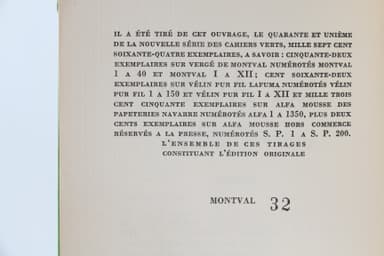 IL A ÉTÉ TIRÉ DE CET OUVRAGE, LE QUARANTE ET UNIÈME
DE LA NOUVELLE SÉRIE DES CAHIERS VERTS, MILLE SEPT CENT
SOIXANTE-QUATRE EXEMPLAIRES, A SAVOIR : CINQUANTE-DEUX
EXEMPLAIRES SUR VERGÉ DE MONTVAL NUMÉROTÉS MONTVAL
1 A 40 ET MONTVAL I A XII ; CENT SOIXANTE-DEUX
EXEMPLAIRES SUR VÉLIN PUR FIL LAFUMA NUMÉROTÉS VÉLIN
PUR FIL 1 A 150 ET VÉLIN PUR FIL I A XII ET MILLE TROIS
CENT CINQUANTE EXEMPLAIRES SUR ALFA MOUSSE DES
PAPETERIES NAVARRE NUMÉROTÉS ALFA 1 A 1350, PLUS DEUX
CENTS EXEMPLAIRES SUR ALFA MOUSSE HORS COMMERCE
RÉSERVÉS A LA PRESSE, NUMÉROTÉS S. P. 1 A S. P. 200.
L'ENSEMBLE DE CES TIRAGES
CONSTITUANT L'ÉDITION ORIGINALE
MONTVAL 32